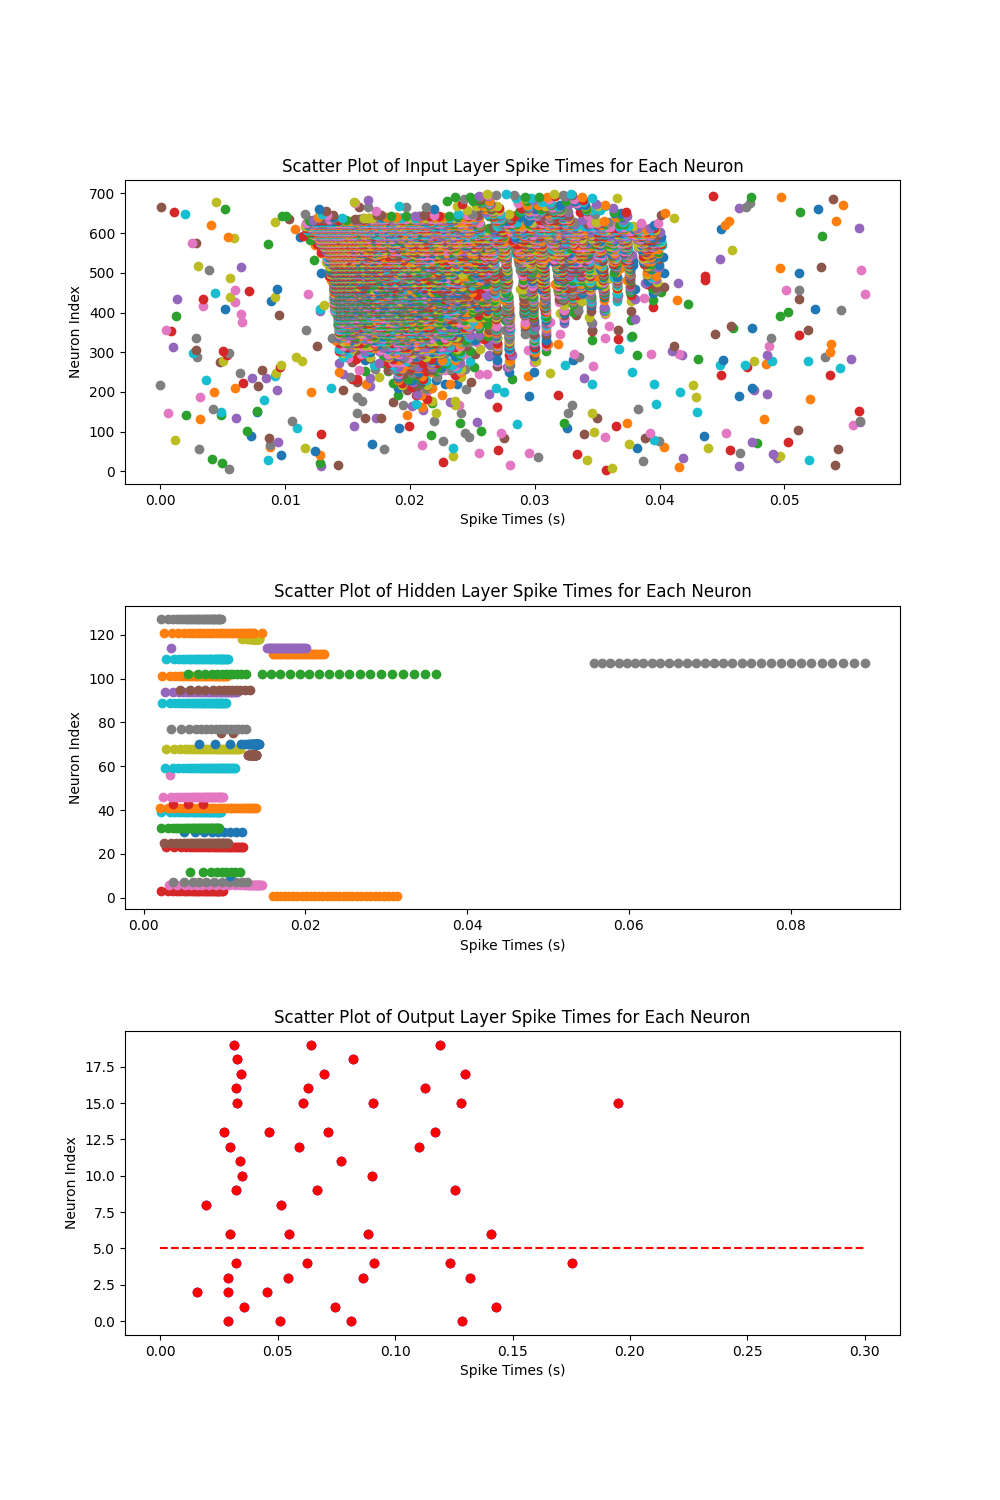 Scatter Plot of Input Layer Spike Times for Each Neuron
700
600
500
400
300
200
100
0
Neuron Index
0.00 0.01 0.02 0.03 0.04 0.05
Spike Times (s)
Scatter Plot of Hidden Layer Spike Times for Each Neuron
120
100
80
60
40
20
0
Neuron Index
0.00 0.02 0.04 0.06 0.08
Spike Times (s)
Scatter Plot of Output Layer Spike Times for Each Neuron
17.5
15.0
12.5
10.0
7.5
5.0
2.5
0.0
Neuron Index
0.00 0.05 0.10 0.15 0.20 0.25 0.30
Spike Times (s)